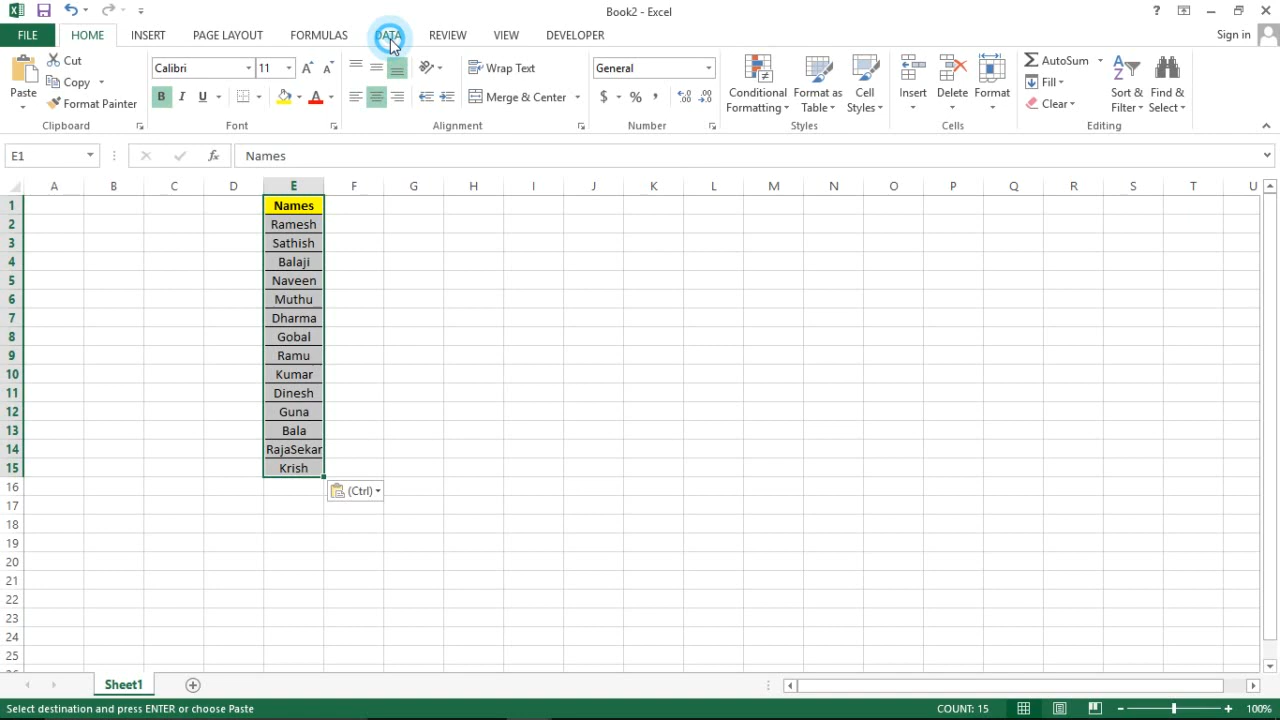 Book2 - Excel
?
FILE HOME INSERT PAGE LAYOUT FORMULAS DATA REVIEW VIEW DEVELOPER Sign in
Paste
Cut
Copy
Format Painter
Clipboard
Calibri 11
B I U
Font
Wrap Text
Merge & Center
Alignment
General
$ % ,
Number
Conditional Formatting
Format as Table
Cell Styles
Styles
Insert Delete Format
Cells
AutoSum
Fill
Clear
Sort & Filter
Find & Select
Editing
E1 fx Names
A B C D E F G H I J K L M N O P Q R S T U
1 Names
2 Ramesh
3 Sathish
4 Balaji
5 Naveen
6 Muthu
7 Dharma
8 Gobal
9 Ramu
10 Kumar
11 Dinesh
12 Guna
13 Bala
14 RajaSekar
15 Krish
16 (Ctrl)
17
18
19
20
21
22
23
24
25
Sheet1
Select destination and press ENTER or choose Paste COUNT: 15 100%